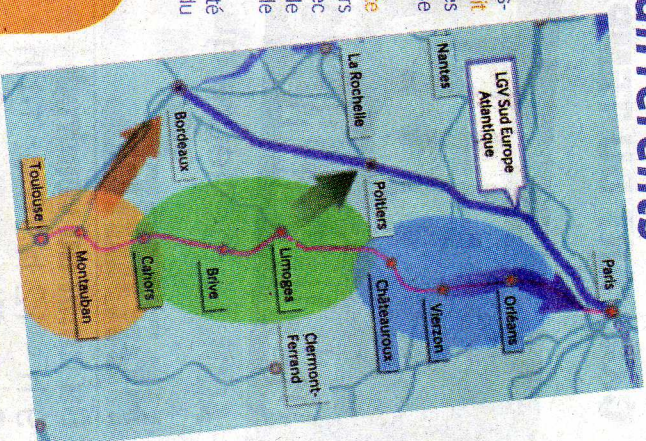 Paris
LGV Sud Europe
Atlantique
Orléans
Nantes
Vierzon
Châteauroux
Poitiers
La Rochelle
Clermont-
Ferrand
Limoges
Brive
Bordeaux
Cahors
Montauban
Toulouse